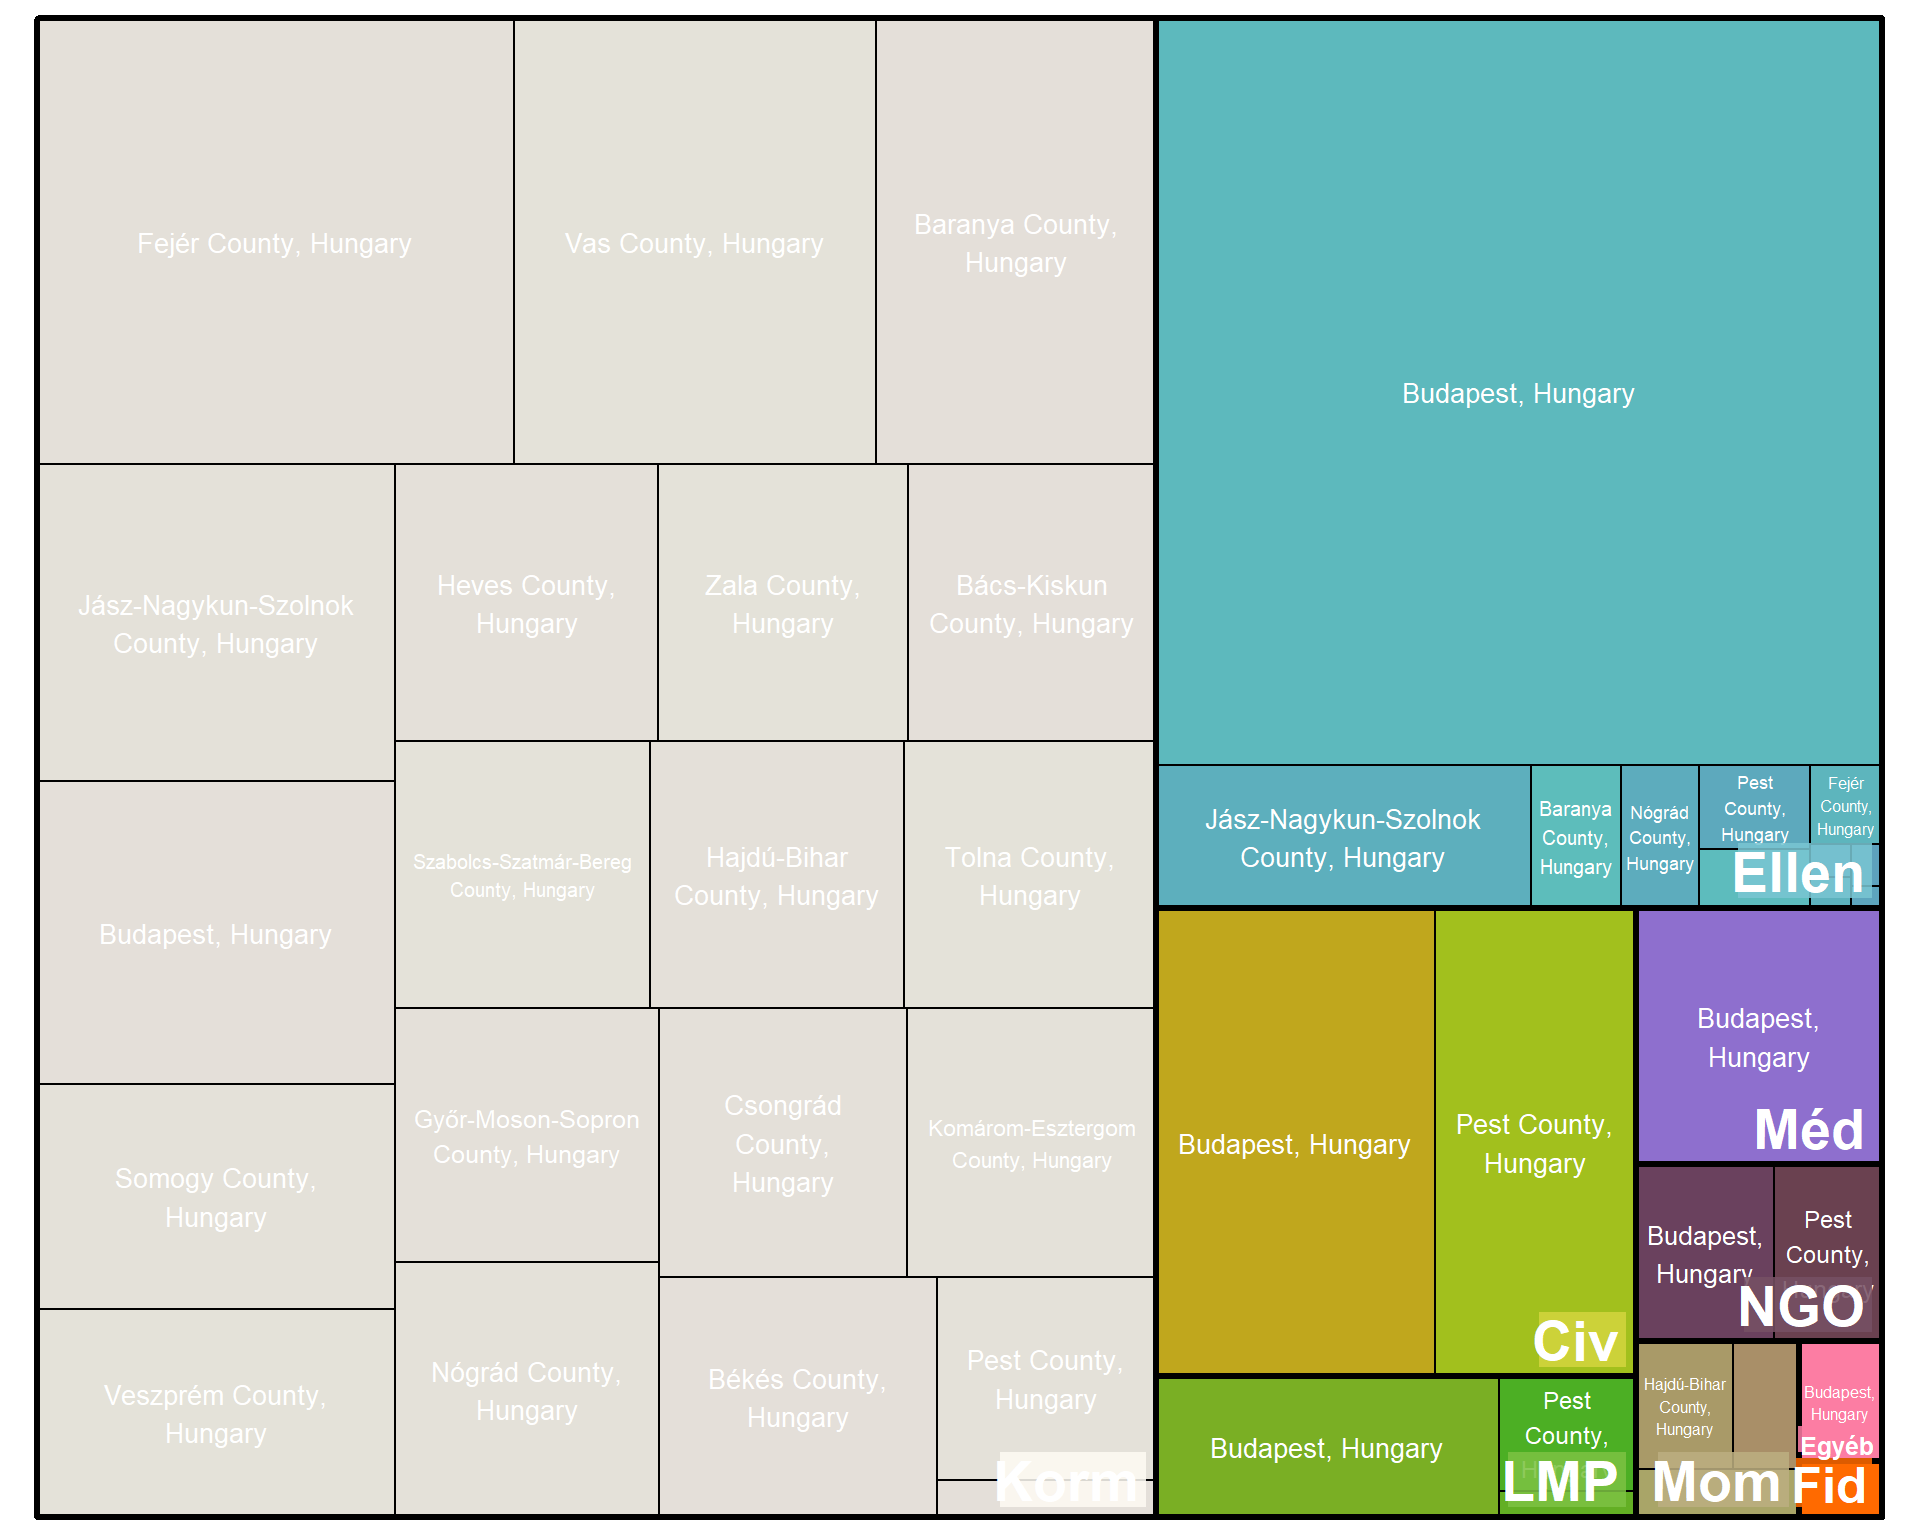 Fejér County, Hungary
Vas County, Hungary
Baranya County,
Hungary
Jász-Nagykun-Szolnok
County, Hungary
Heves County,
Hungary
Zala County,
Hungary
Bács-Kiskun
County, Hungary
Budapest, Hungary
Szabolcs-Szatmár-Bereg
County, Hungary
Hajdú-Bihar
County, Hungary
Tolna County,
Hungary
Somogy County,
Hungary
Győr-Moson-Sopron
County, Hungary
Csongrád
County,
Hungary
Komárom-Esztergom
County, Hungary
Veszprém County,
Hungary
Nógrád County,
Hungary
Békés County,
Hungary
Pest County,
Hungary
Korm
Budapest, Hungary
Jász-Nagykun-Szolnok
County, Hungary
Baranya
County,
Hungary
Nógrád
County,
Hungary
Pest
County,
Hungary
Fejér
County,
Hungary
Ellen
Budapest, Hungary
Pest County,
Hungary
Civ
Budapest,
Hungary
Méd
Budapest,
Hungary
Pest
County,
Hungary
NGO
Budapest, Hungary
Pest
County,
LMP
Hajdú-Bihar
County,
Hungary
Mom
Budapest,
Hungary
Egyéb
Fid